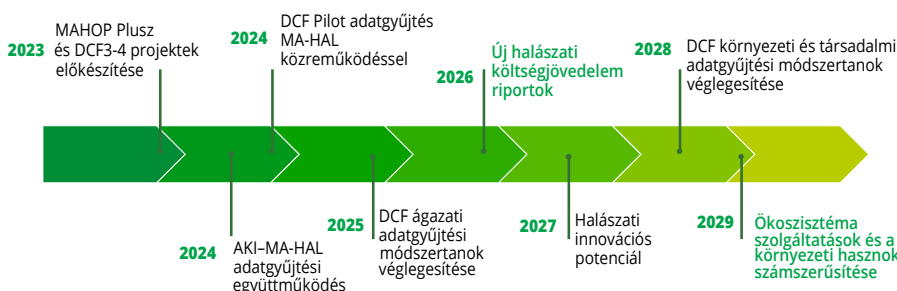 2023
MAHOP Plusz
és DCF3-4 projektek
előkészítése
2024
DCF Pilot adatgyűjtés
MA-HAL
közreműködéssel
2026
Új halászati
költségjövedelem
riportok
2028
DCF környezeti és társadalmi
adatgyűjtési módszertanok
véglegesítése
2024
AKI–MA-HAL
adatgyűjtési
együttműködés
2025
DCF ágazati
adatgyűjtési
módszertanok
véglegesítése
2027
Halászati
innovációs
potenciál
2029
Ökoszisztéma
szolgáltatások és a
környezeti hasznok
számszerűsítése